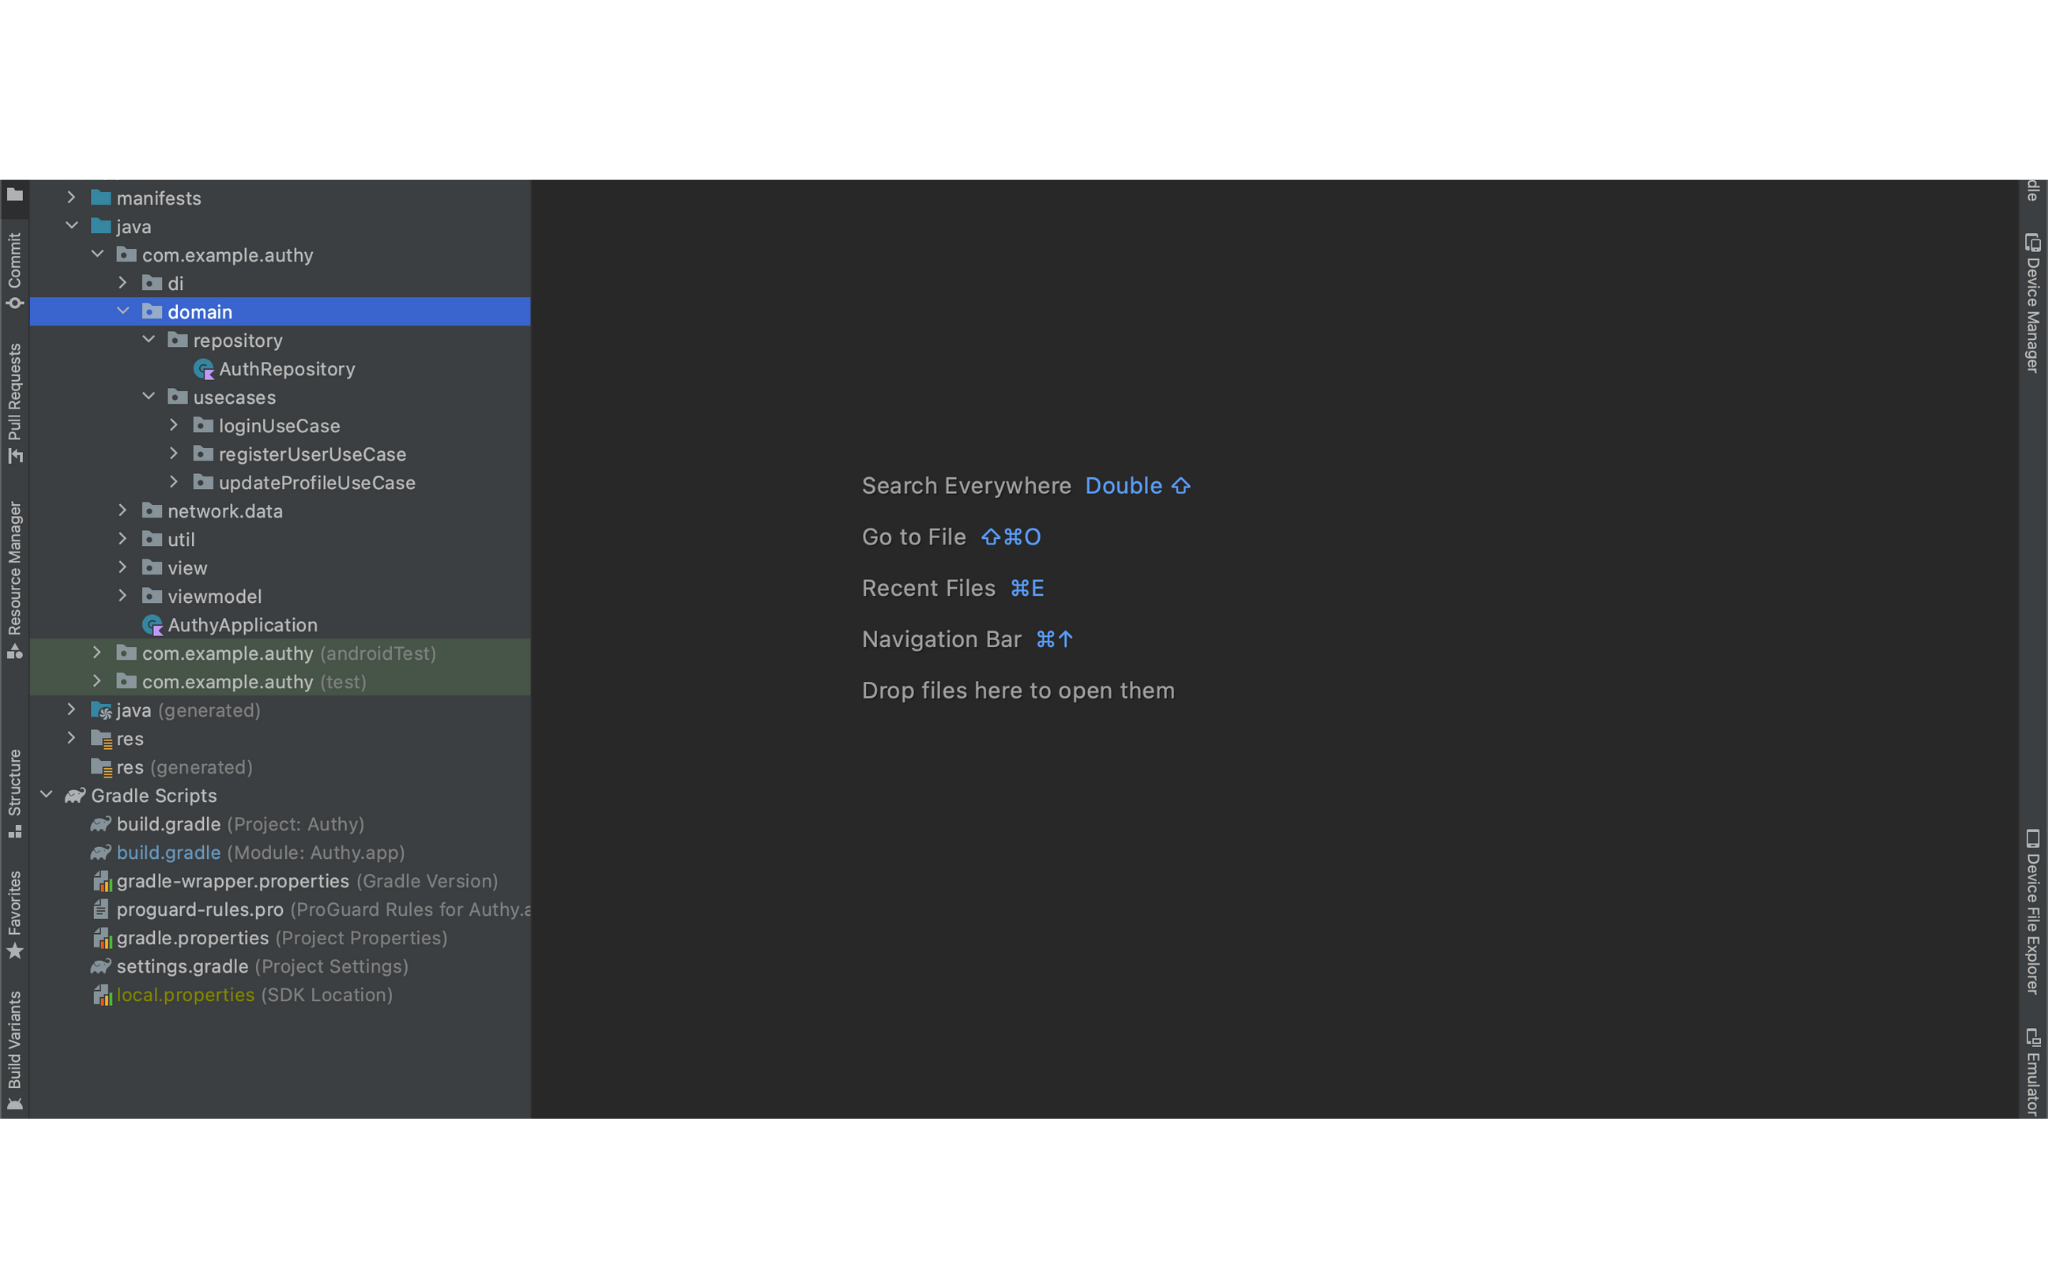 manifests
java
com.example.authy
di
domain
repository
AuthRepository
usecases
loginUseCase
registerUserUseCase
updateProfileUseCase
network.data
util
view
viewmodel
AuthyApplication
com.example.authy (androidTest)
com.example.authy (test)
java (generated)
res
res (generated)
Gradle Scripts
build.gradle (Project: Authy)
build.gradle (Module: Authy.app)
gradle-wrapper.properties (Gradle Version)
proguard-rules.pro (ProGuard Rules for Authy.a
gradle.properties (Project Properties)
settings.gradle (Project Settings)
local.properties (SDK Location)
Commit
Pull Requests
Resource Manager
Structure
Favorites
Build Variants
Search Everywhere Double ⇧
Go to File ⇧⌘O
Recent Files ⌘E
Navigation Bar ⌘↑
Drop files here to open them
dle
Device Manager
Device File Explorer
Emulator